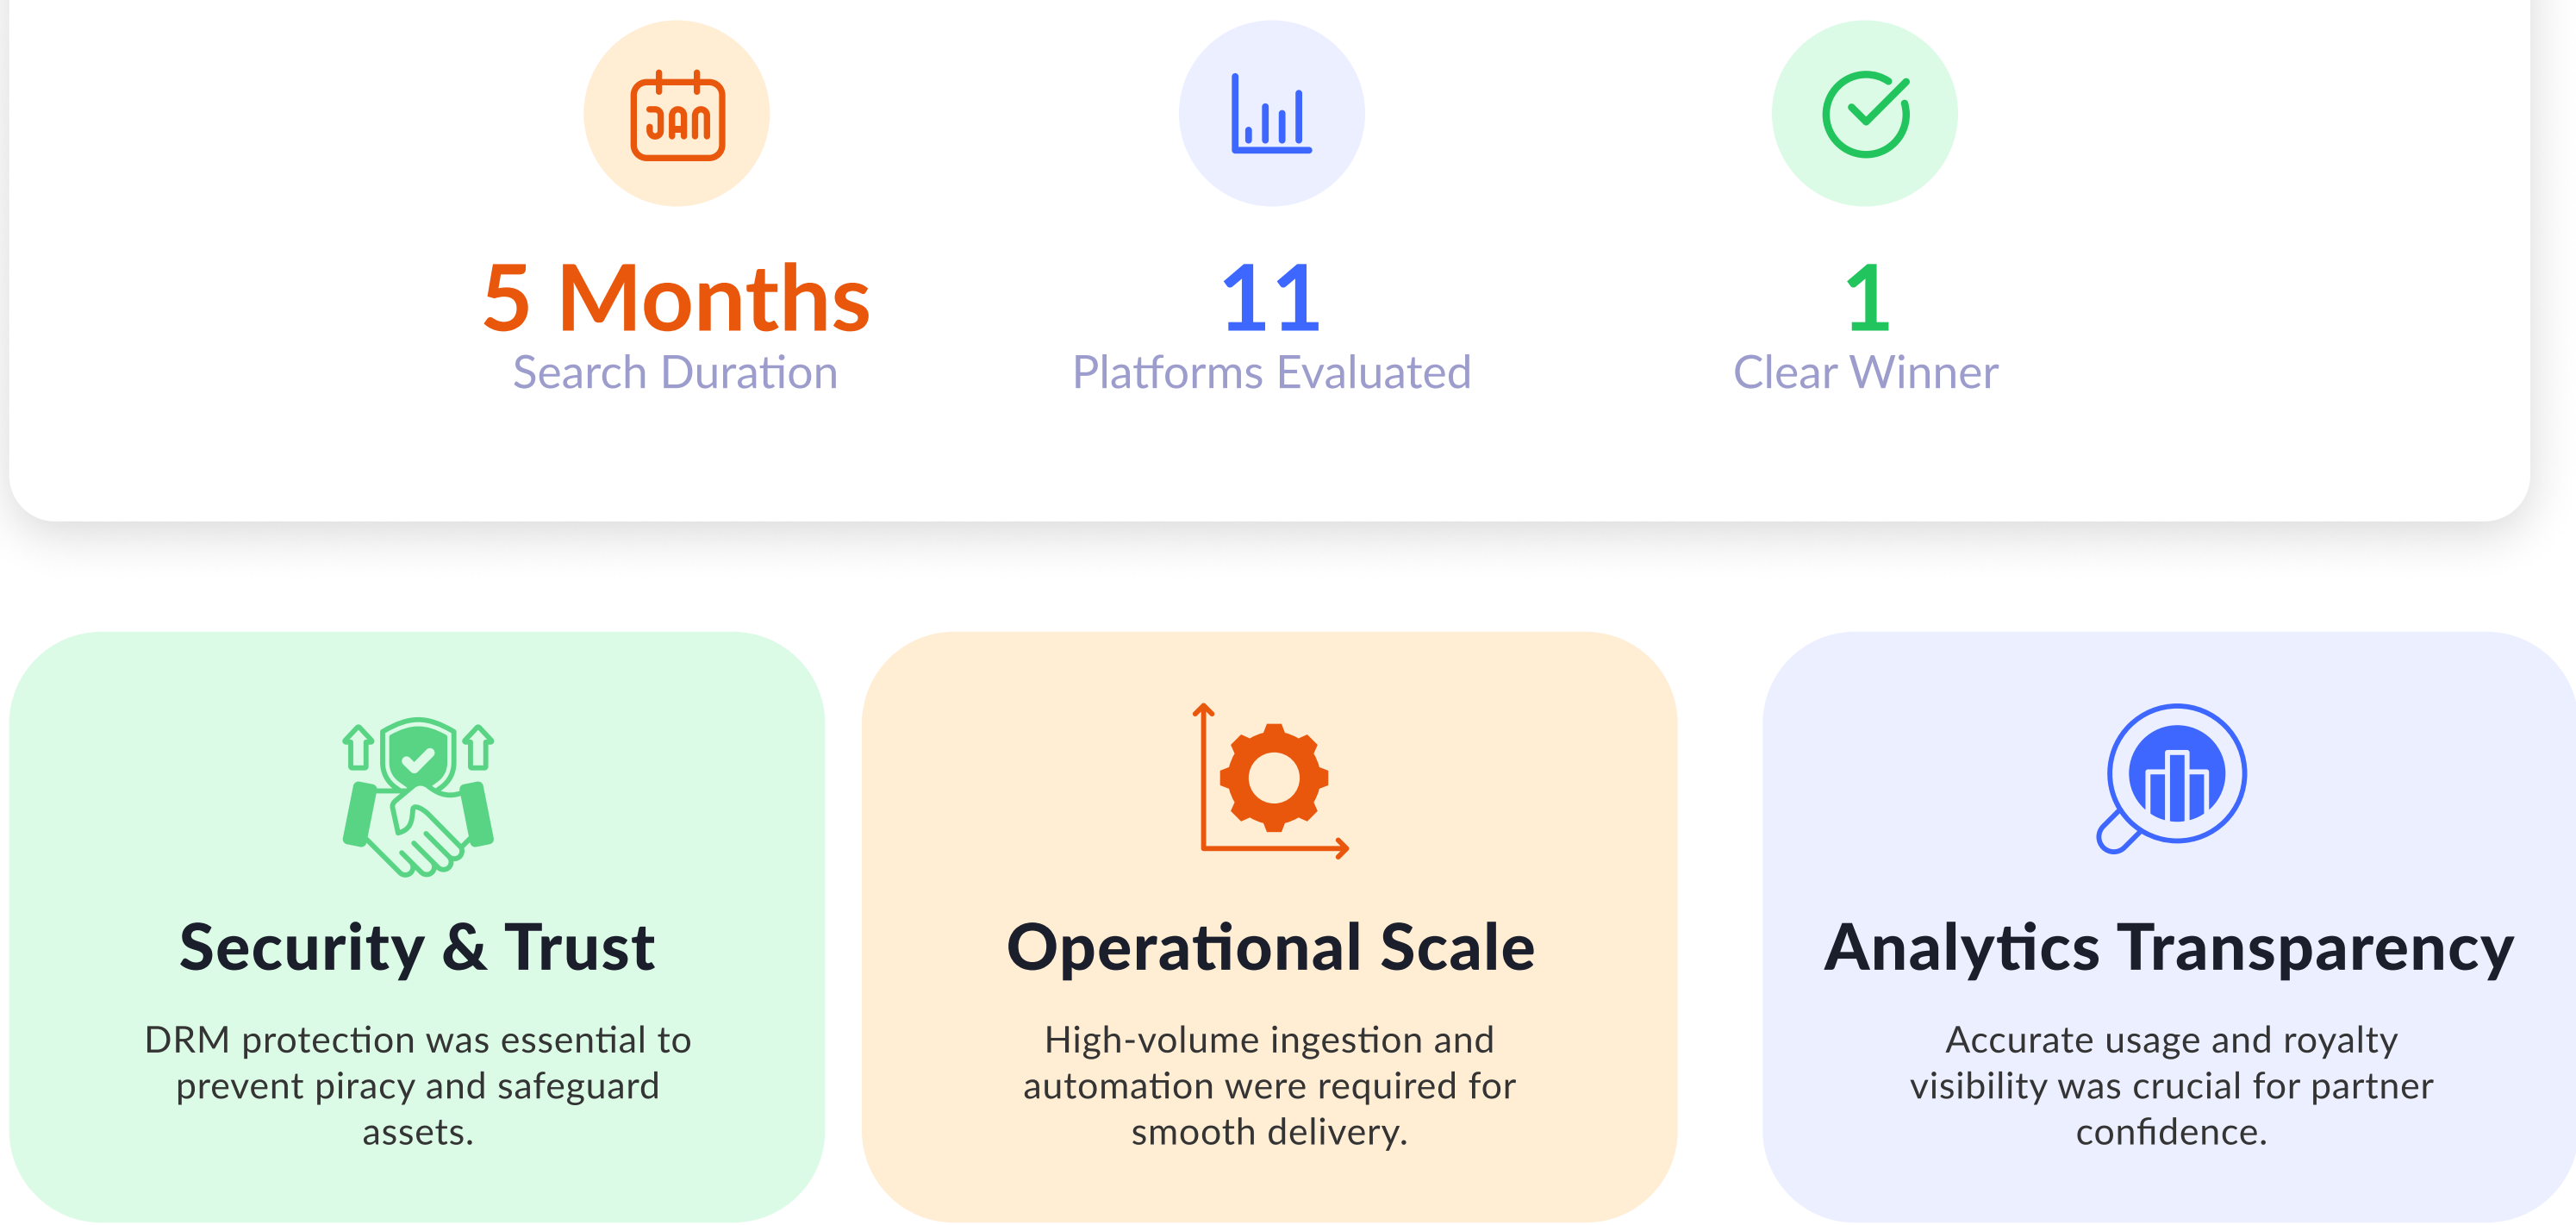 JAN
5 Months
11
1
Search Duration
Platforms Evaluated
Clear Winner
Security & Trust
DRM protection was essential to
prevent piracy and safeguard
assets.
Operational Scale
High-volume ingestion and
automation were required for
smooth delivery.
Analytics Transparency
Accurate usage and royalty
visibility was crucial for partner
confidence.